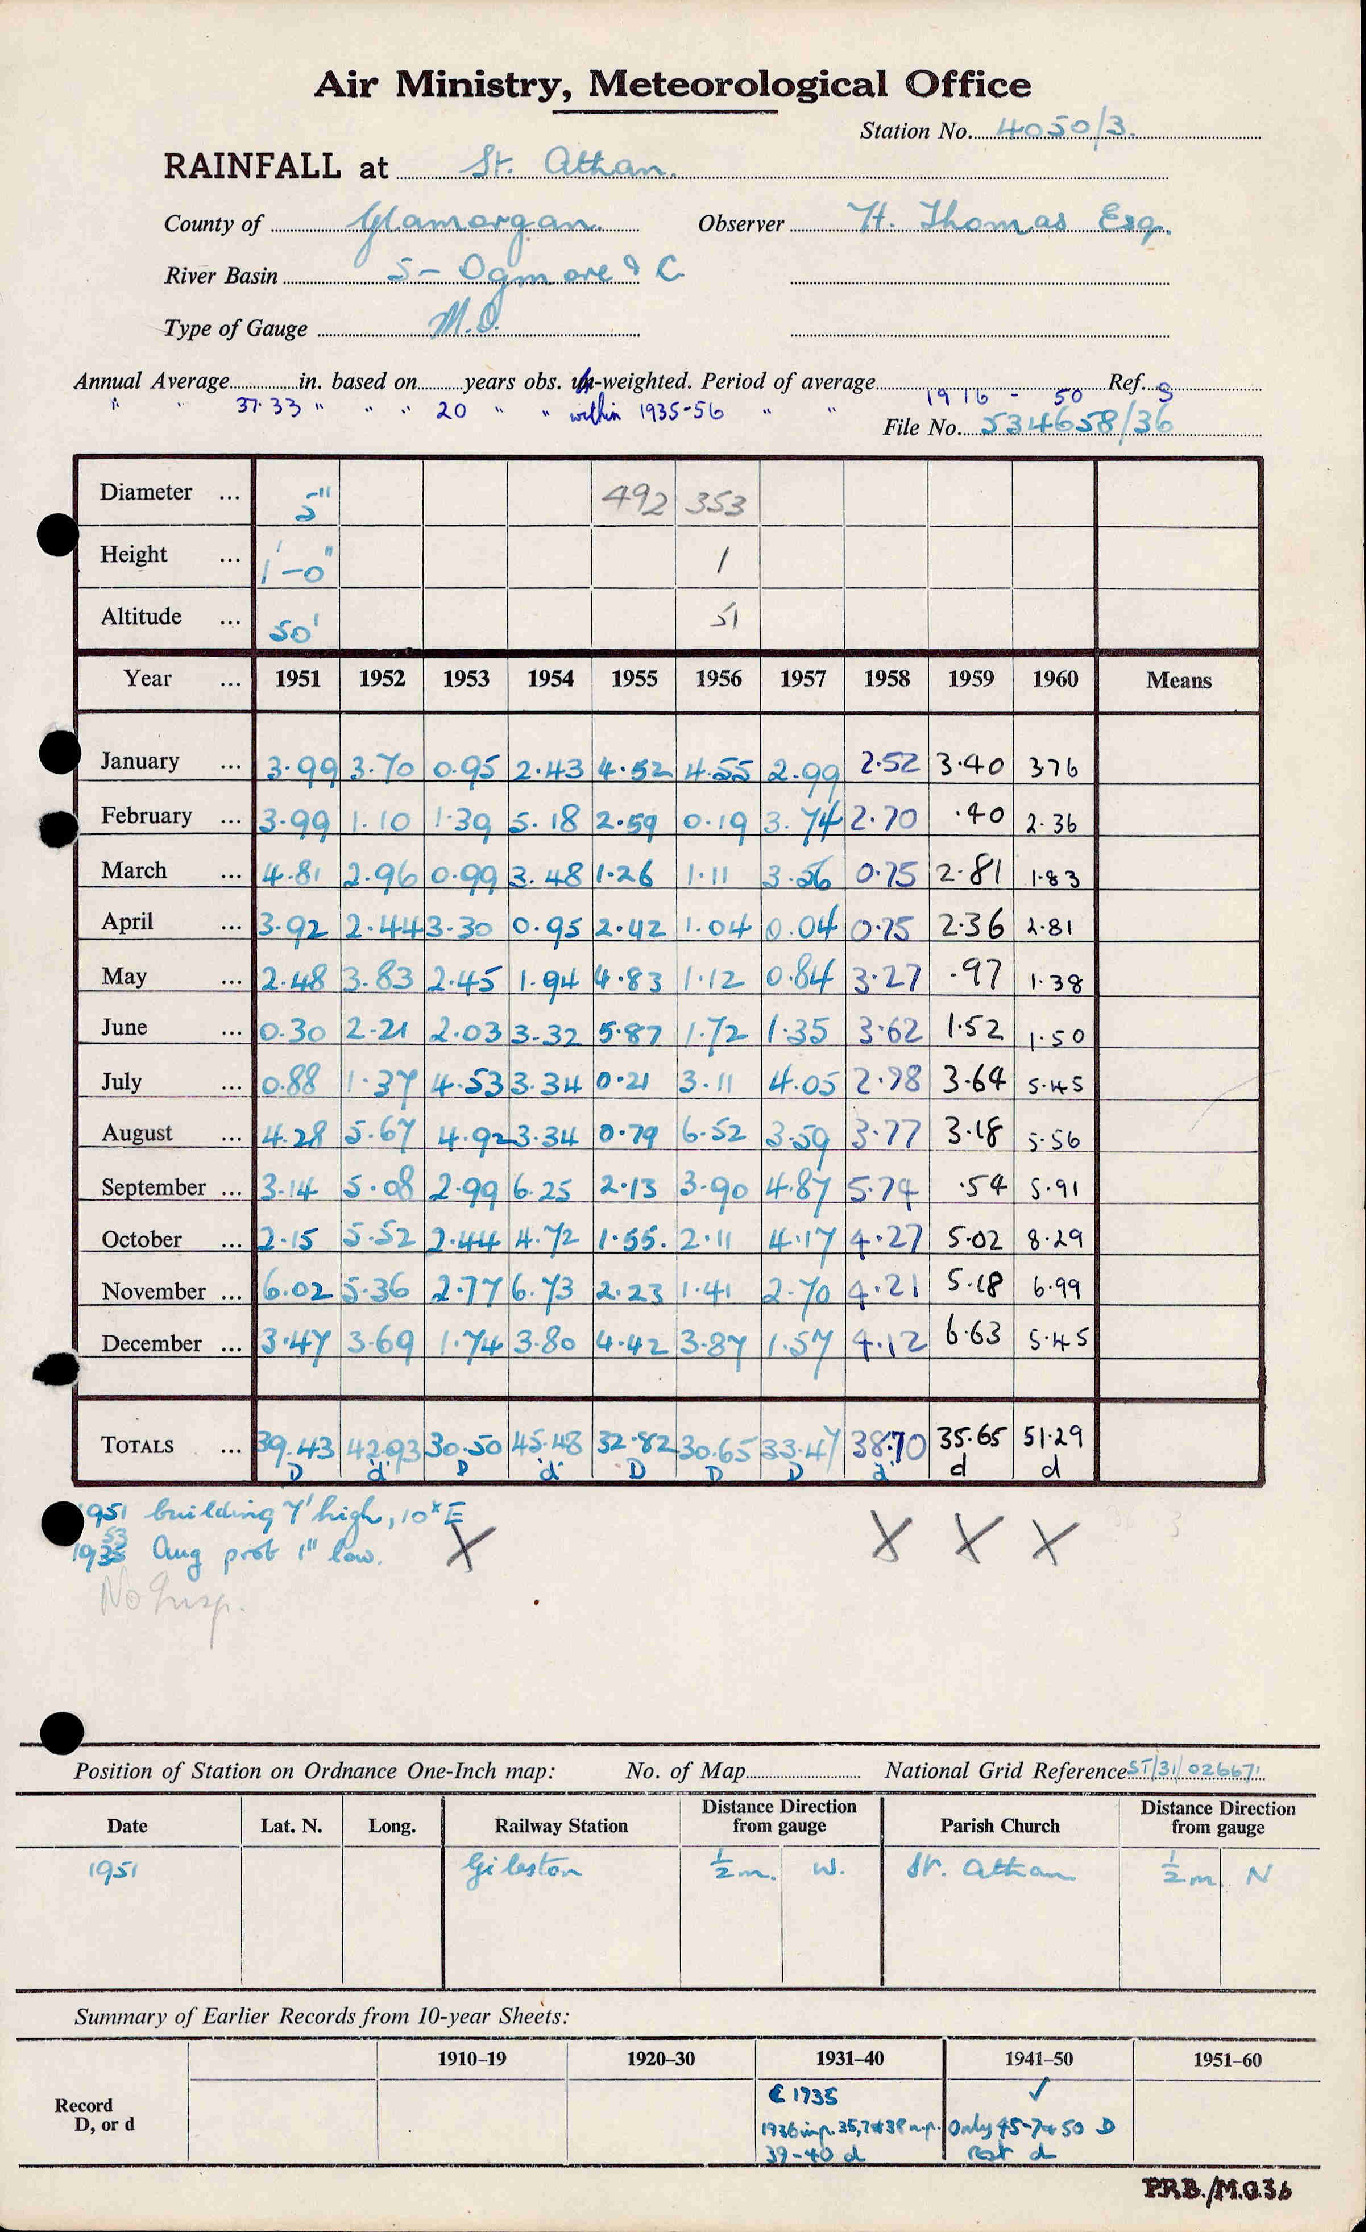 Air Ministry, Meteorological Office
Station No. 4050/3.
RAINFALL at St. Athan.
County of Glamorgan. Observer H. Thomas Esq.
River Basin 5 - Ogmore & C
Type of Gauge M.O.
Annual Average in. based on years obs. un-weighted. Period of average 1916 - 50 Ref. S
" " 37.33 " " " 20 " " within 1935-56 " "
File No. 534658/36
Diameter ... 5" 492 353
Height ... 1'-0" 1
Altitude ... 50' 51
Year ... 1951 1952 1953 1954 1955 1956 1957 1958 1959 1960 Means
January ... 3.99 3.70 0.95 2.43 4.52 4.55 2.99 2.52 3.40 3.76
February ... 3.99 1.10 1.39 5.18 2.59 0.19 3.74 2.70 .40 2.36
March ... 4.81 2.96 0.99 3.48 1.26 1.11 3.56 0.75 2.81 1.83
April ... 3.92 2.44 3.30 0.95 2.42 1.04 0.04 0.75 2.36 2.81
May ... 2.48 3.83 2.45 1.94 4.83 1.12 0.84 3.27 .97 1.38
June ... 0.30 2.21 2.03 3.32 5.87 1.72 1.35 3.62 1.52 1.50
July ... 0.88 1.37 4.53 3.34 0.21 3.11 4.05 2.98 3.64 5.45
August ... 4.28 5.67 4.92 3.34 0.79 6.52 3.59 3.77 3.18 5.56
September ... 3.14 5.08 2.99 6.25 2.13 3.90 4.87 5.74 .54 5.91
October ... 2.15 5.52 2.44 4.72 1.55. 2.11 4.17 4.27 5.02 8.29
November ... 6.02 5.36 2.77 6.73 2.23 1.41 2.70 4.21 5.18 6.99
December ... 3.47 3.69 1.74 3.80 4.42 3.87 1.57 4.12 6.63 5.45
TOTALS ... 39.43 42.93 30.50 45.48 32.82 30.65 33.47 38.70 35.65 51.29
D d D d D D D d d d
1951 building 7' high, 10x E
1953 Aug prob 1" low. X X X X
No Insp.
Position of Station on Ordnance One-Inch map: No. of Map National Grid Reference ST/31/026671
Date Lat. N. Long. Railway Station Distance Direction from gauge Parish Church Distance Direction from gauge
1951 Gileston ½ m. W. St. Athan ½ m. N
Summary of Earlier Records from 10-year Sheets:
1910–19 1920–30 1931–40 1941–50 1951–60
Record
D, or d
C 1935 ✓
1936 inp. 35,7&38 n.p. Only 45-7&50 D
39-40 d rest d
P.R.B./M.O.36